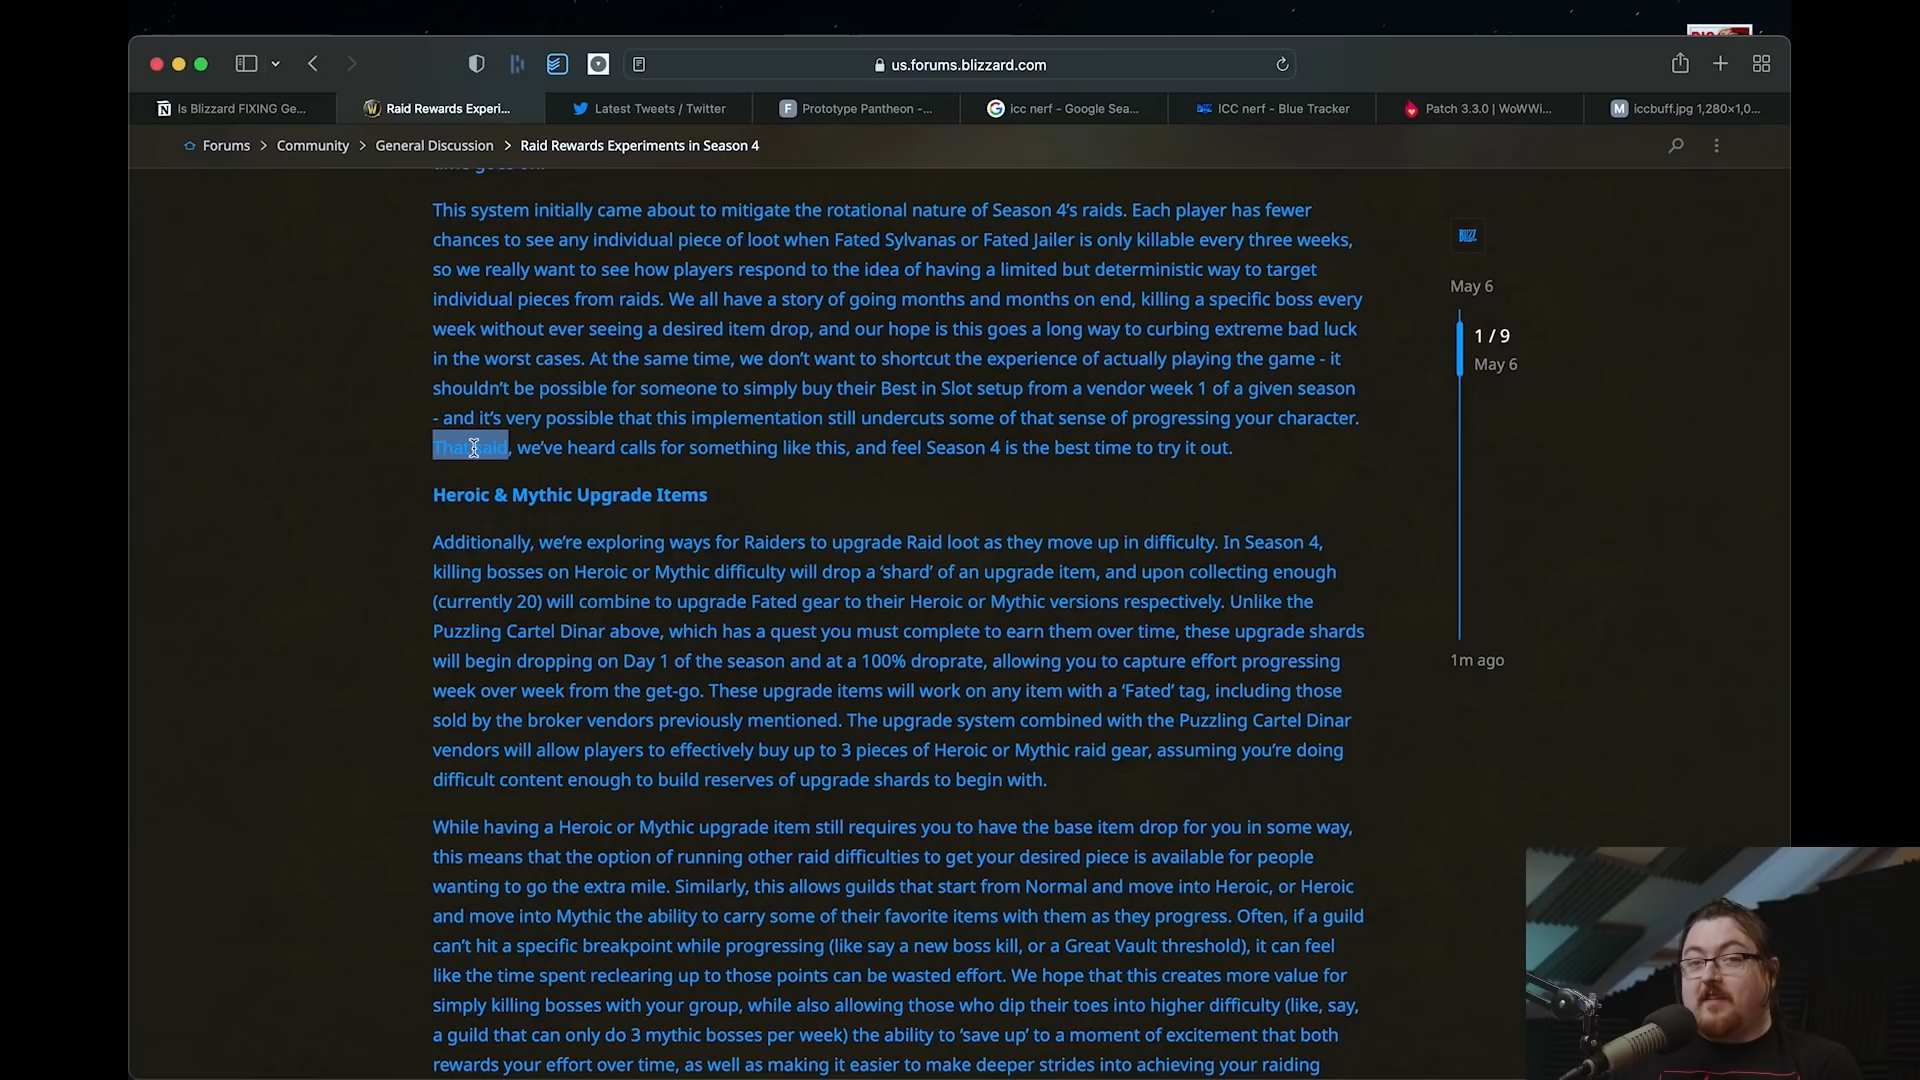 us.forums.blizzard.com
Is Blizzard FIXING Ge...
Raid Rewards Experi...
Latest Tweets / Twitter
Prototype Pantheon -...
icc nerf - Google Sea...
ICC nerf - Blue Tracker
Patch 3.3.0 | WoWWi...
iccbuff.jpg 1,280×1,0...
Forums > Community > General Discussion > Raid Rewards Experiments in Season 4
This system initially came about to mitigate the rotational nature of Season 4’s raids. Each player has fewer
chances to see any individual piece of loot when Fated Sylvanas or Fated Jailer is only killable every three weeks,
so we really want to see how players respond to the idea of having a limited but deterministic way to target
individual pieces from raids. We all have a story of going months and months on end, killing a specific boss every
week without ever seeing a desired item drop, and our hope is this goes a long way to curbing extreme bad luck
in the worst cases. At the same time, we don’t want to shortcut the experience of actually playing the game - it
shouldn’t be possible for someone to simply buy their Best in Slot setup from a vendor week 1 of a given season
- and it’s very possible that this implementation still undercuts some of that sense of progressing your character.
That said, we’ve heard calls for something like this, and feel Season 4 is the best time to try it out.
Heroic & Mythic Upgrade Items
Additionally, we’re exploring ways for Raiders to upgrade Raid loot as they move up in difficulty. In Season 4,
killing bosses on Heroic or Mythic difficulty will drop a ‘shard’ of an upgrade item, and upon collecting enough
(currently 20) will combine to upgrade Fated gear to their Heroic or Mythic versions respectively. Unlike the
Puzzling Cartel Dinar above, which has a quest you must complete to earn them over time, these upgrade shards
will begin dropping on Day 1 of the season and at a 100% droprate, allowing you to capture effort progressing
week over week from the get-go. These upgrade items will work on any item with a ‘Fated’ tag, including those
sold by the broker vendors previously mentioned. The upgrade system combined with the Puzzling Cartel Dinar
vendors will allow players to effectively buy up to 3 pieces of Heroic or Mythic raid gear, assuming you’re doing
difficult content enough to build reserves of upgrade shards to begin with.
While having a Heroic or Mythic upgrade item still requires you to have the base item drop for you in some way,
this means that the option of running other raid difficulties to get your desired piece is available for people
wanting to go the extra mile. Similarly, this allows guilds that start from Normal and move into Heroic, or Heroic
and move into Mythic the ability to carry some of their favorite items with them as they progress. Often, if a guild
can’t hit a specific breakpoint while progressing (like say a new boss kill, or a Great Vault threshold), it can feel
like the time spent reclearing up to those points can be wasted effort. We hope that this creates more value for
simply killing bosses with your group, while also allowing those who dip their toes into higher difficulty (like, say,
a guild that can only do 3 mythic bosses per week) the ability to ‘save up’ to a moment of excitement that both
rewards your effort over time, as well as making it easier to make deeper strides into achieving your raiding
BLIZZ
May 6
1 / 9
May 6
1m ago